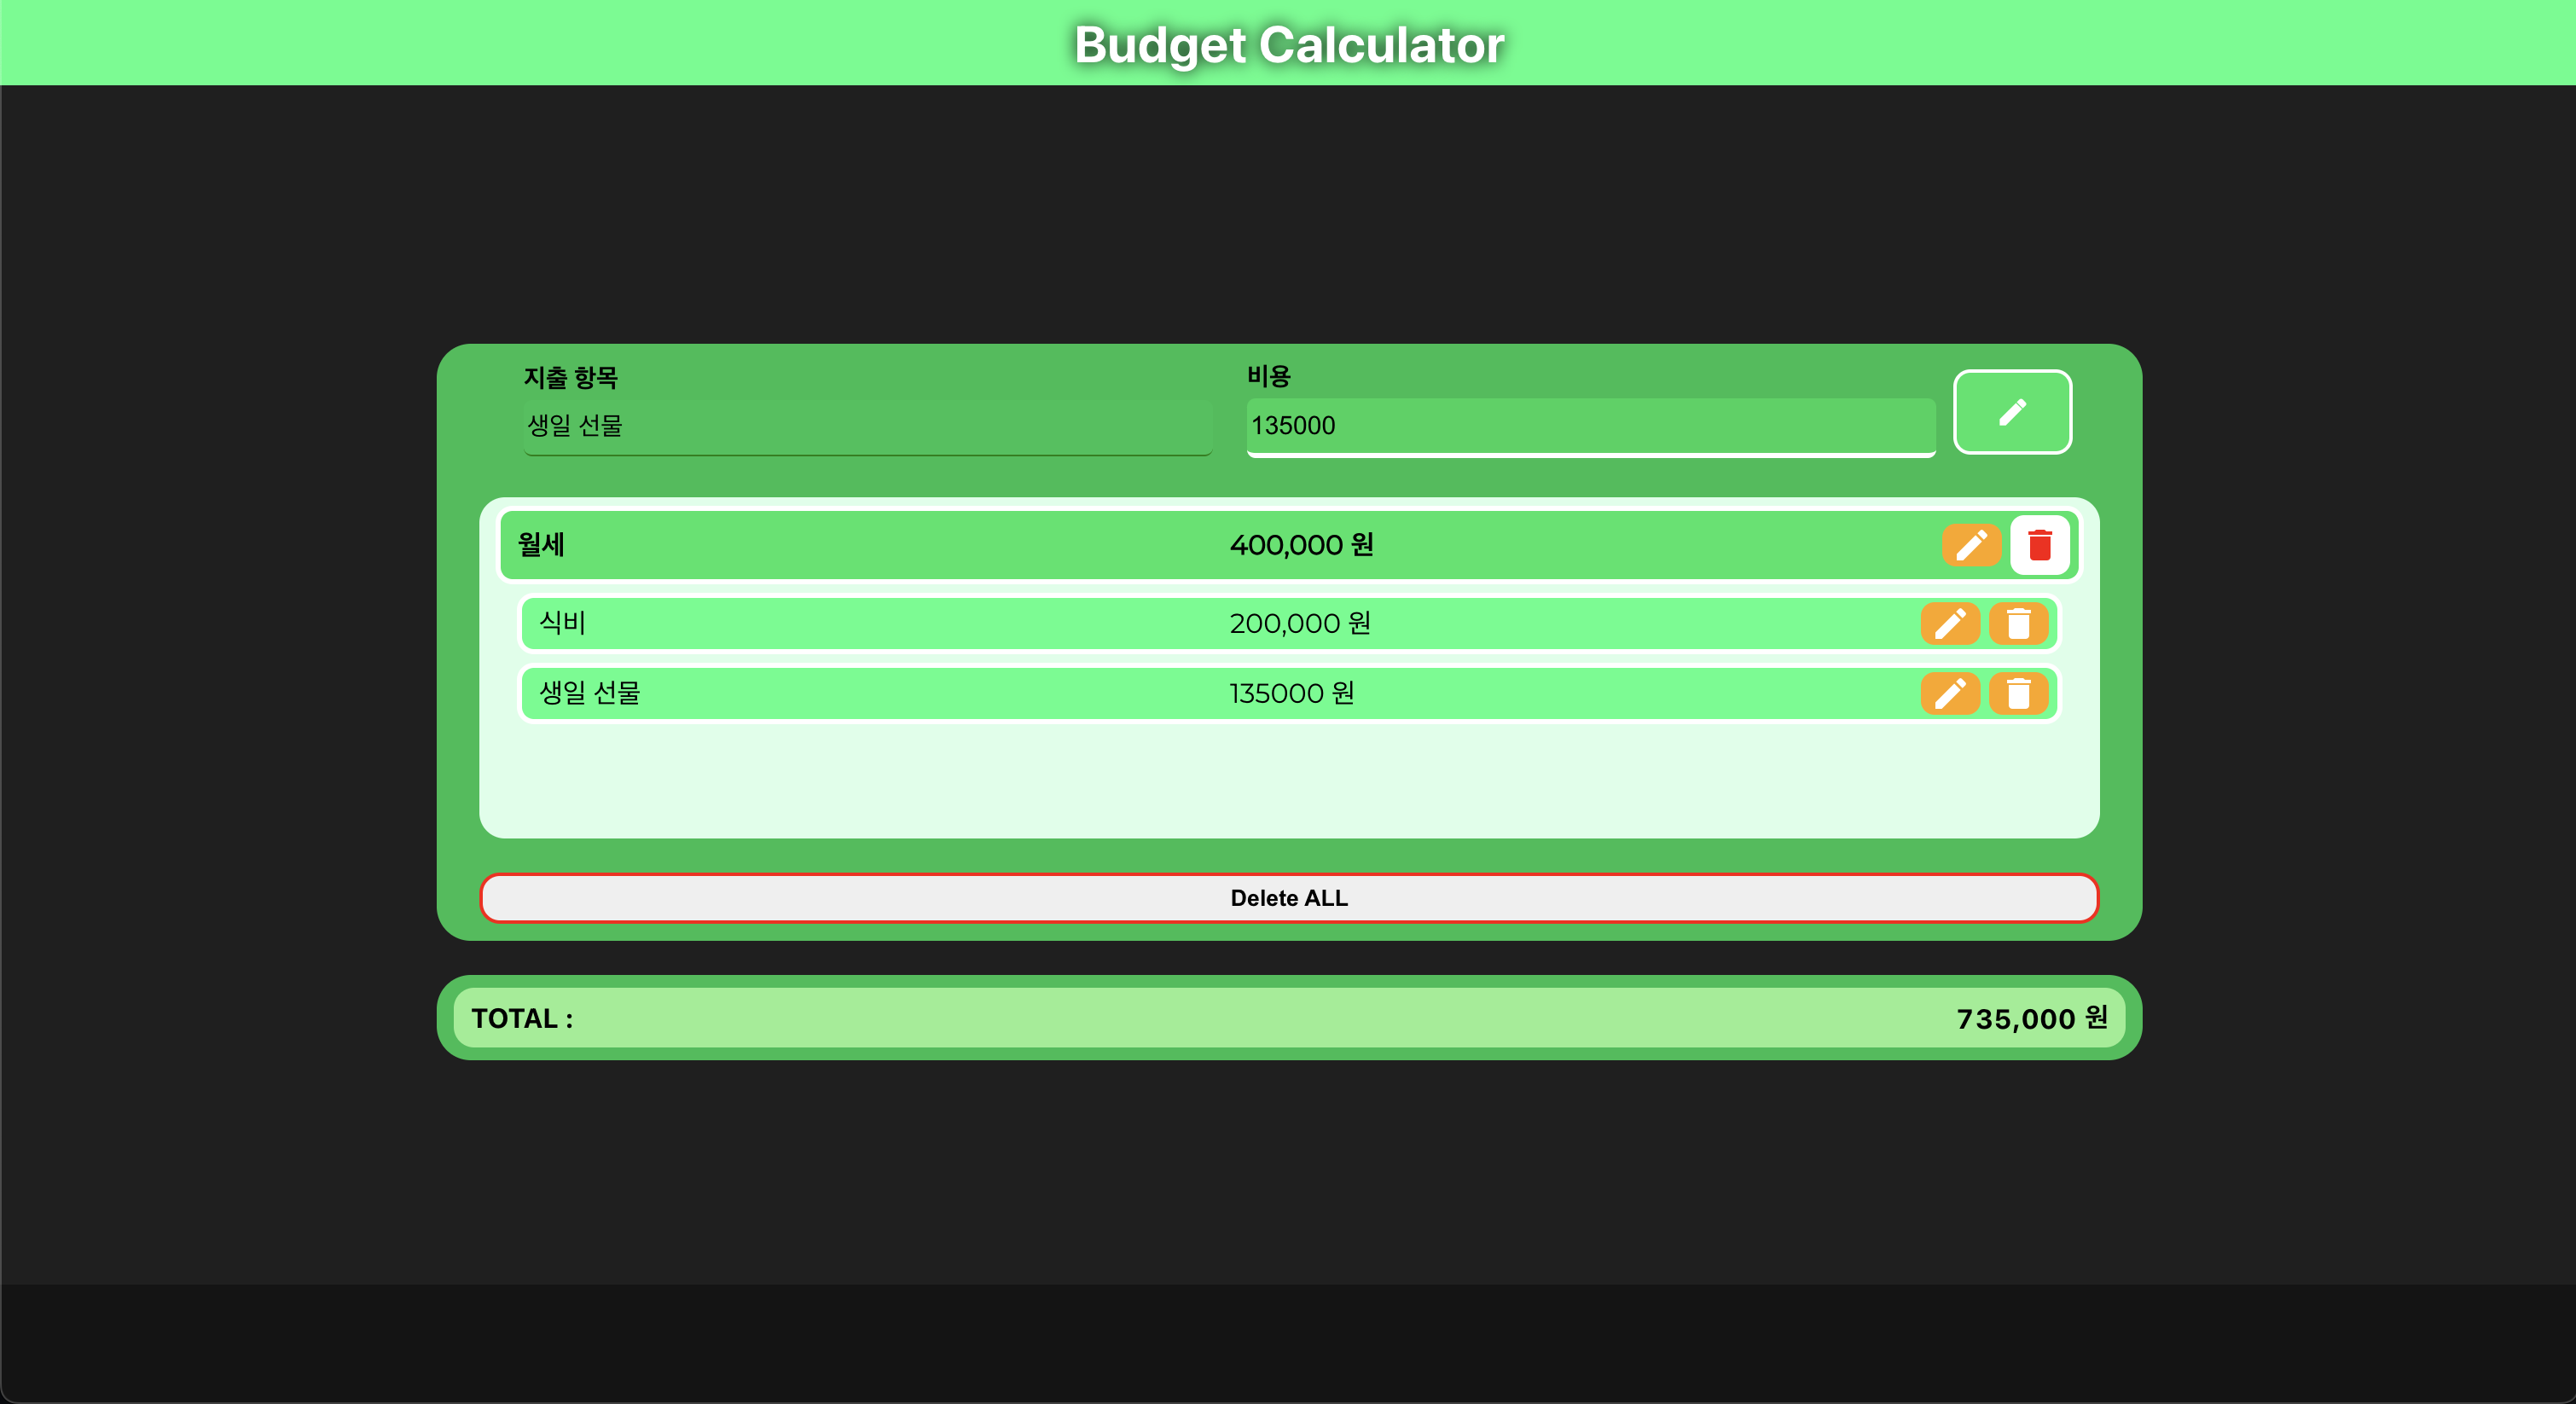 Budget Calculator
지출 항목
비용
생일 선물
135000
월세
400,000 원
식비
200,000 원
생일 선물
135000 원
Delete ALL
TOTAL :
735,000 원